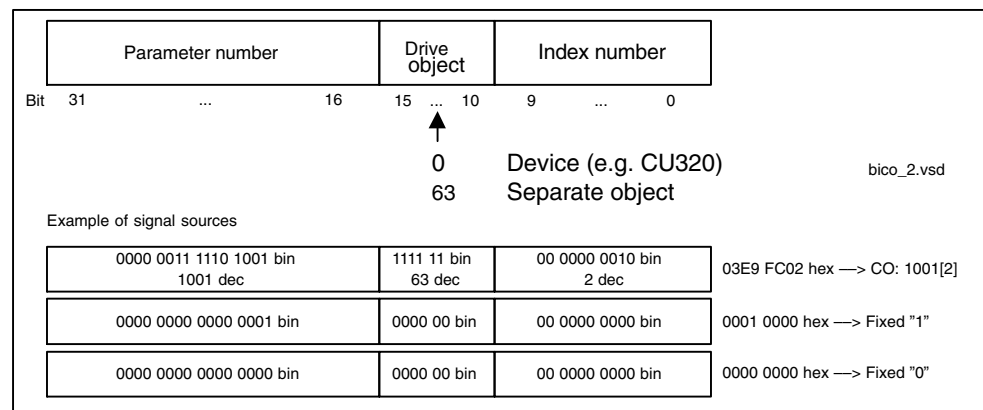 Parameter number Drive object Index number
Bit 31 ... 16 15 ... 10 9 ... 0
0 Device (e.g. CU320)
63 Separate object
bico_2.vsd
Example of signal sources
0000 0011 1110 1001 bin 1111 11 bin 00 0000 0010 bin
1001 dec 63 dec 2 dec
03E9 FC02 hex —> CO: 1001[2]
0000 0000 0000 0001 bin 0000 00 bin 00 0000 0000 bin 0001 0000 hex —> Fixed ”1”
0000 0000 0000 0000 bin 0000 00 bin 00 0000 0000 bin 0000 0000 hex —> Fixed ”0”